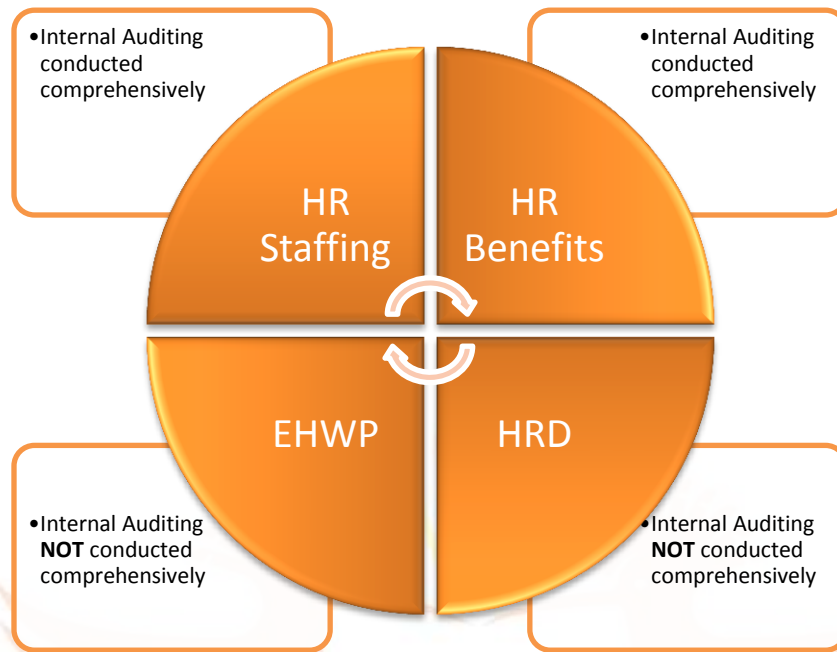 •Internal Auditing
conducted
comprehensively
•Internal Auditing
conducted
comprehensively
HR
Staffing
HR
Benefits
EHWP
HRD
•Internal Auditing
NOT conducted
comprehensively
•Internal Auditing
NOT conducted
comprehensively